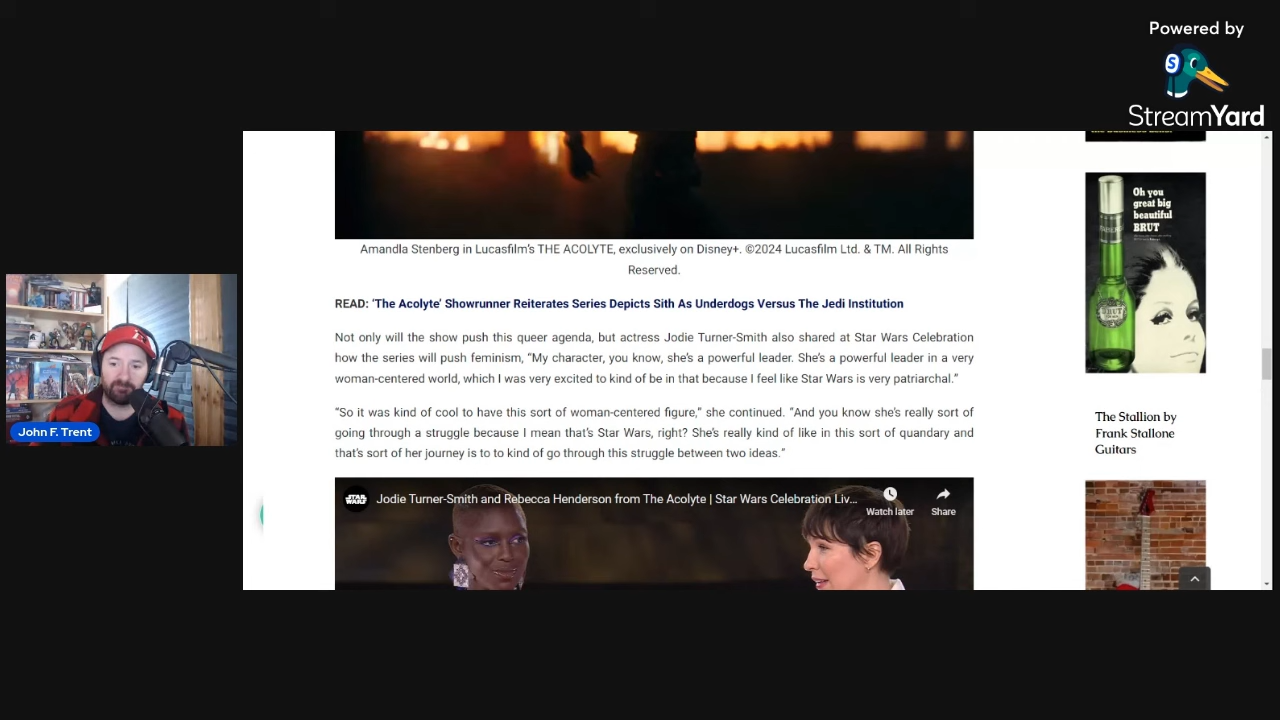 Powered by
StreamYard
Oh you
great big
beautiful
BRUT
Amandla Stenberg in Lucasfilm's THE ACOLYTE, exclusively on Disney+. ©2024 Lucasfilm Ltd. & TM. All Rights
Reserved.
READ: 'The Acolyte' Showrunner Reiterates Series Depicts Sith As Underdogs Versus The Jedi Institution
Not only will the show push this queer agenda, but actress Jodie Turner-Smith also shared at Star Wars Celebration
how the series will push feminism, “My character, you know, she's a powerful leader. She's a powerful leader in a very
woman-centered world, which I was very excited to kind of be in that because I feel like Star Wars is very patriarchal.”
“So it was kind of cool to have this sort of woman-centered figure,” she continued. “And you know she's really sort of
going through a struggle because I mean that's Star Wars, right? She's really kind of like in this sort of quandary and
that's sort of her journey is to to kind of go through this struggle between two ideas.”
The Stallion by
Frank Stallone
Guitars
John F. Trent
STAR
WARS
Jodie Turner-Smith and Rebecca Henderson from The Acolyte | Star Wars Celebration Liv...
Watch later
Share